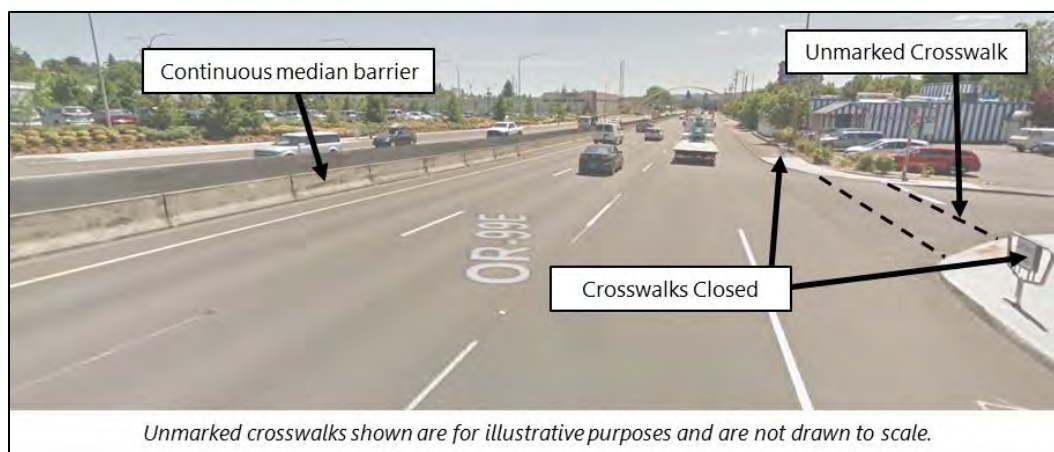 Continuous median barrier
Unmarked Crosswalk
OR-99E
Crosswalks Closed
Unmarked crosswalks shown are for illustrative purposes and are not drawn to scale.